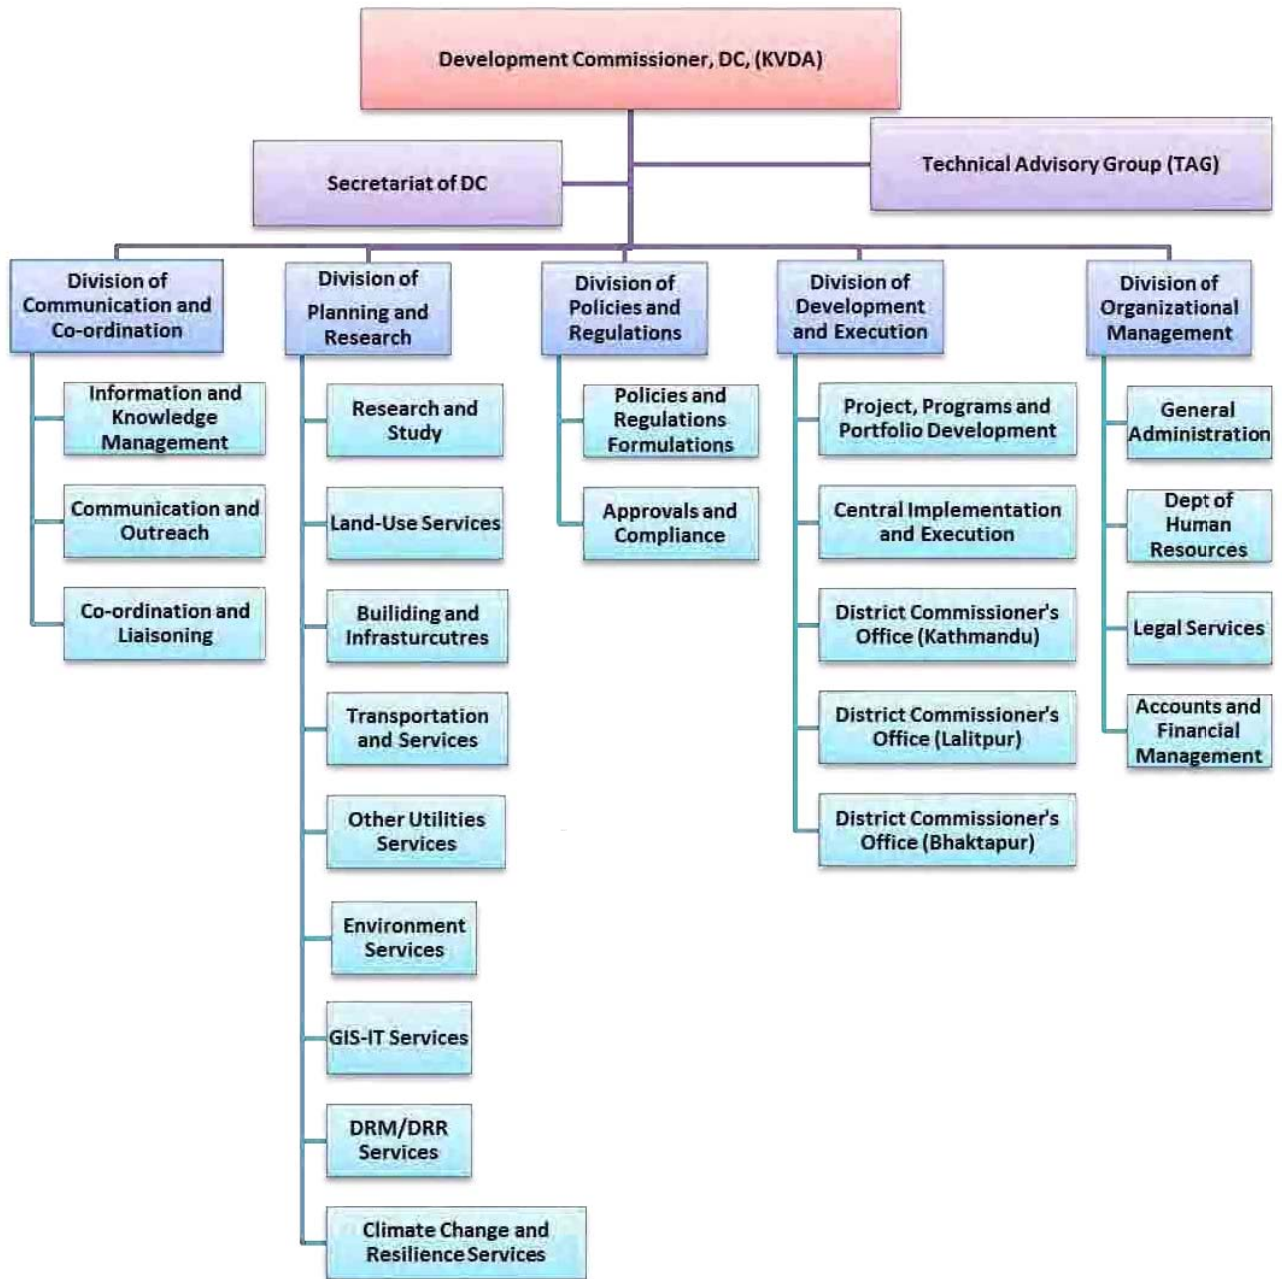 Development Commissioner, DC, (KVDA)
Secretariat of DC
Technical Advisory Group (TAG)
Division of
Communication and
Co-ordination
Information and
Knowledge
Management
Communication and
Outreach
Co-ordination and
Liaisoning
Division of
Planning and
Research
Research and
Study
Land-Use Services
Builiding and
Infrasturcutres
Transportation
and Services
Other Utilities
Services
Environment
Services
GIS-IT Services
DRM/DRR
Services
Climate Change and
Resilience Services
Division of
Policies and
Regulations
Policies and
Regulations
Formulations
Approvals and
Compliance
Division of
Development
and Execution
Project, Programs and
Portfolio Development
Central Implementation
and Execution
District Commissioner's
Office (Kathmandu)
District Commissioner's
Office (Lalitpur)
District Commissioner's
Office (Bhaktapur)
Division of
Organizational
Management
General
Administration
Dept of
Human
Resources
Legal Services
Accounts and
Financial
Management